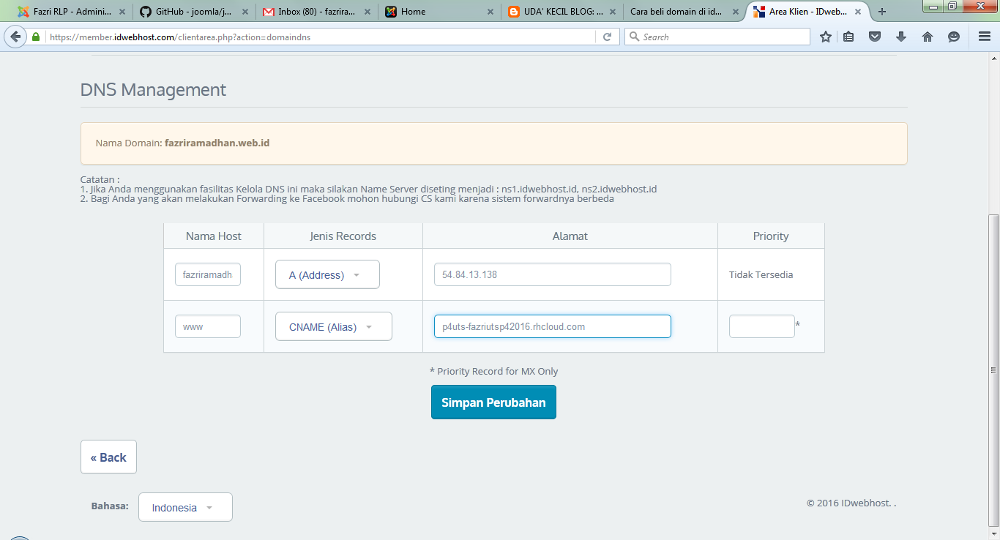 Fazri RLP - Admini...
GitHub - joomla/j...
Inbox (80) - fazrira...
Home
UDA' KECIL BLOG: ...
Cara beli domain di id...
Area Klien - IDweb...
https://member.idwebhost.com/clientarea.php?action=domaindns
Search
DNS Management
Nama Domain: fazriramadhan.web.id
Catatan :
1. Jika Anda menggunakan fasilitas Kelola DNS ini maka silakan Name Server diseting menjadi : ns1.idwebhost.id, ns2.idwebhost.id
2. Bagi Anda yang akan melakukan Forwarding ke Facebook mohon hubungi CS kami karena sistem forwardnya berbeda
Nama Host Jenis Records Alamat Priority
fazriramadh A (Address) 54.84.13.138 Tidak Tersedia
www CNAME (Alias) p4uts-fazriutsp42016.rhcloud.com *
* Priority Record for MX Only
Simpan Perubahan
« Back
Bahasa: Indonesia
© 2016 IDwebhost. .